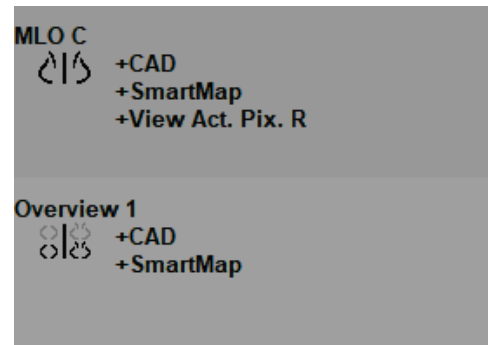 MLO C
+CAD
+SmartMap
+View Act. Pix. R
Overview 1
+CAD
+SmartMap